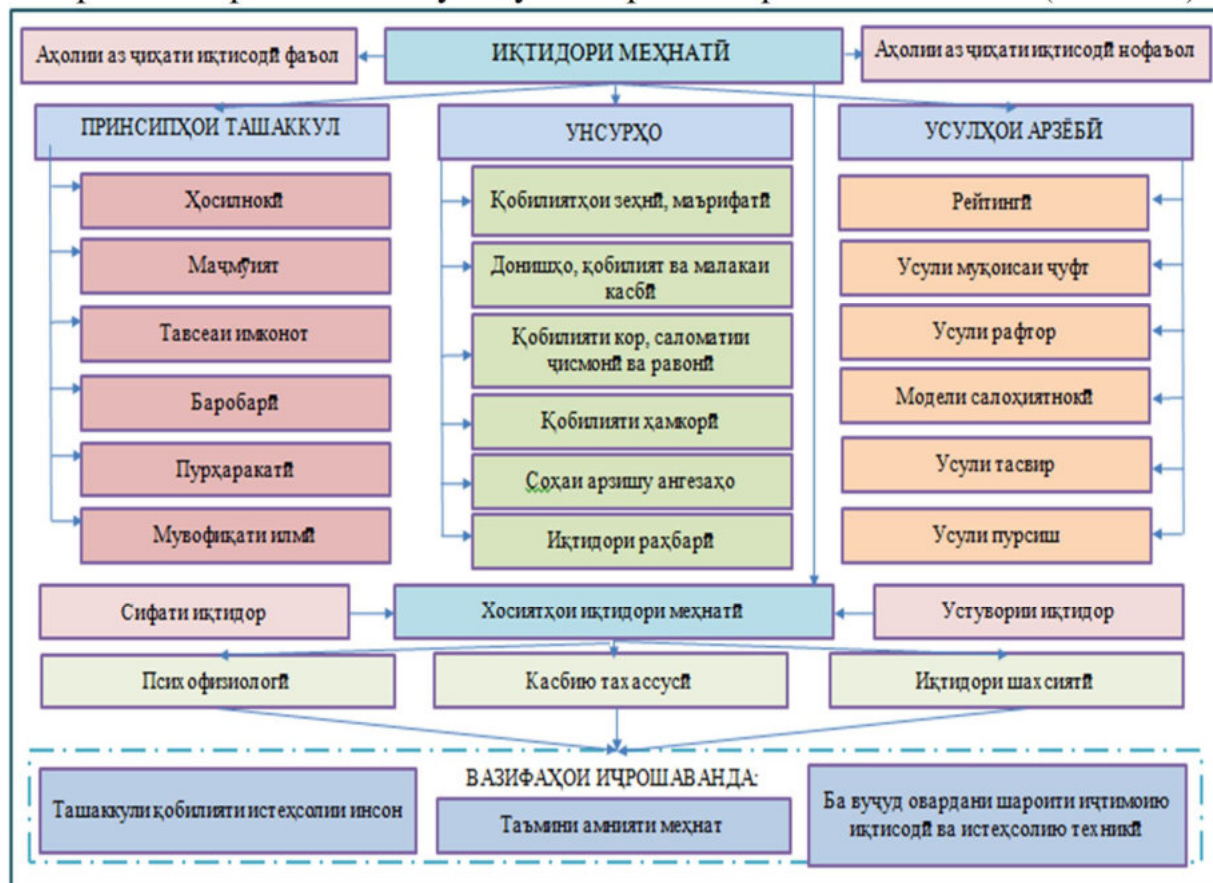 Аҳолии аз ҷиҳати иқтисодӣ фаъол
ИҚТИДОРИ МЕҲНАТӢ
Аҳолии аз ҷиҳати иқтисодӣ нофаъол
ПРИНСИПҲОИ ТАШАККУЛ
УНСУРҲО
УСУЛҲОИ АРЗЁБӢ
Ҳосилнокӣ
Маҷмӯият
Тавсеаи имконот
Баробарӣ
Пурҳаракатӣ
Мувофиқати илмӣ
Қобилиятҳои зеҳнӣ, маърифатӣ
Донишҳо, қобилият ва малакаи
касбӣ
Қобилияти кор, саломатии
ҷисмонӣ ва равонӣ
Қобилияти ҳамкорӣ
Соҳаи арзишу ангезаҳо
Иқтидори раҳбарӣ
Рейтингӣ
Усули муқоисаи ҷуфт
Усули рафтор
Модели салоҳиятнокӣ
Усули тасвир
Усули пурсиш
Сифати иқтидор
Хосиятҳои иқтидори меҳнатӣ
Устувории иқтидор
Психофизиологӣ
Касбию тахассусӣ
Иқтидори шахсиятӣ
ВАЗИФАҲОИ ИҶРОШАВАНДА:
Ташаккули қобилияти истеҳсолии инсон
Таъмини амнияти меҳнат
Ба вуҷуд овардани шароити иҷтимоию
иқтисодӣ ва истеҳсолию техникӣ